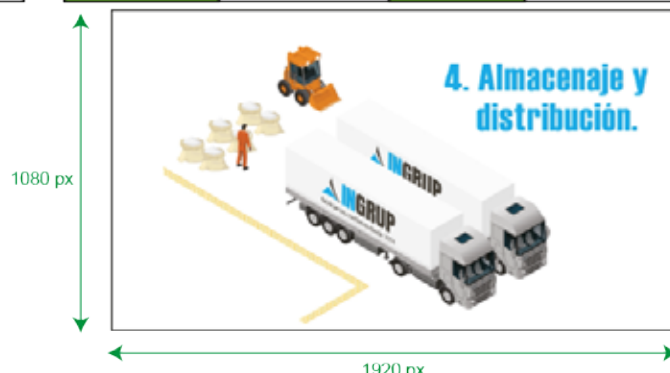 4. Almacenaje y
distribución.
1080 px
INGRUP
INGRUP
1920 px